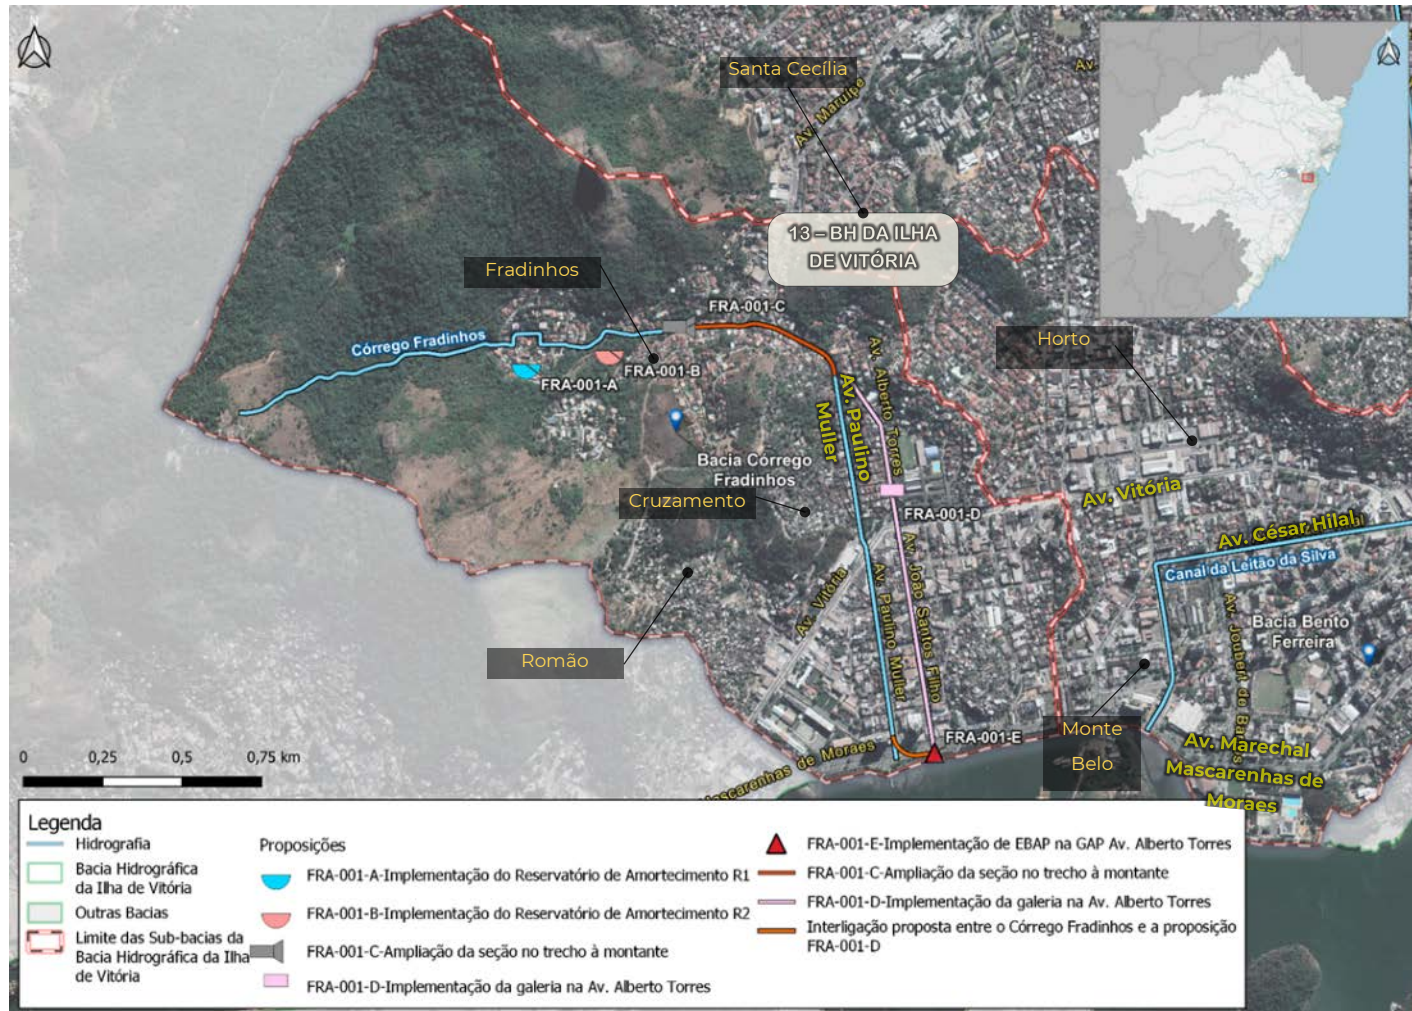 Santa Cecília
Av. Maruípe
Av.
13 – BH DA ILHA
DE VITÓRIA
Fradinhos
FRA-001-C
Córrego Fradinhos
FRA-001-B
FRA-001-A
Av. Alberto Torres
Av. Paulino
Muller
Horto
Bacia Córrego
Fradinhos
Cruzamento
FRA-001-D
Av. Vitória
Av. César Hilal
Canal da Leitão da Silva
Av. Vitória
Av. Paulino Muller
Av. João Santos Filho
Av. Joubert de Barros
Bacia Bento
Ferreira
Romão
FRA-001-E
Monte
Belo
Av. Marechal
Mascarenhas de
Moraes
Mascarenhas de Moraes
0 0,25 0,5 0,75 km
Legenda
Hidrografia
Bacia Hidrográfica
da Ilha de Vitória
Outras Bacias
Limite das Sub-bacias da
Bacia Hidrográfica da Ilha
de Vitória
Proposições
FRA-001-A-Implementação do Reservatório de Amortecimento R1
FRA-001-B-Implementação do Reservatório de Amortecimento R2
FRA-001-C-Ampliação da seção no trecho à montante
FRA-001-D-Implementação da galeria na Av. Alberto Torres
FRA-001-E-Implementação de EBAP na GAP Av. Alberto Torres
FRA-001-C-Ampliação da seção no trecho à montante
FRA-001-D-Implementação da galeria na Av. Alberto Torres
Interligação proposta entre o Córrego Fradinhos e a proposição
FRA-001-D